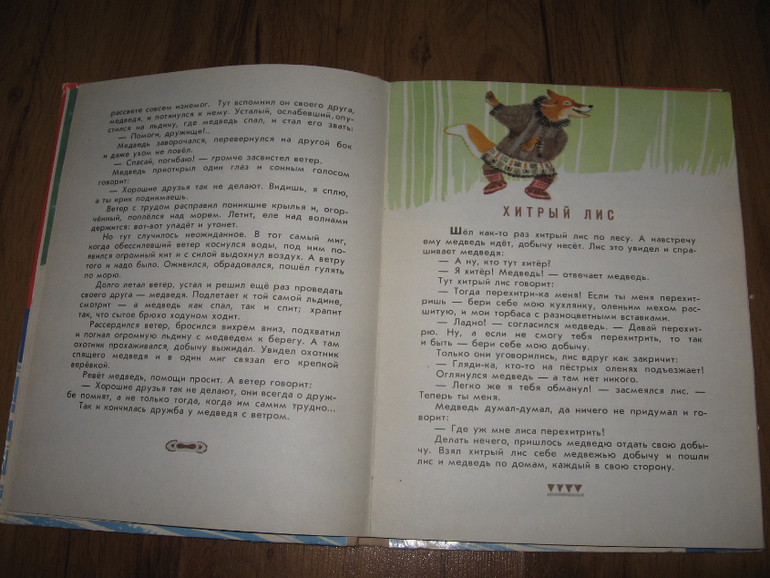 рассвете совсем изнемог. Тут вспомнил он своего друга,
медведя, и потянулся к нему. Усталый, ослабевший, опу-
стился на льдину, где медведь спал, и стал его звать:
— Помоги, дружище!..
Медведь заворочался, перевернулся на другой бок
и даже ухом не повёл.
— Спасай, погибаю! — громче засвистел ветер.
Медведь приоткрыл один глаз и сонным голосом
говорит:
— Хорошие друзья так не делают. Видишь, я сплю,
а ты крик поднимаешь.
Ветер с трудом расправил поникшие крылья и, огор-
чённый, поплёлся над морем. Летит, еле над волнами
держится: вот-вот упадёт и утонет.
Но тут случилось неожиданное. В тот самый миг,
когда обессилевший ветер коснулся воды, под ним по-
явился огромный кит и с силой выдохнул воздух. А ветру
того и надо было. Оживился, обрадовался, пошёл гулять
по морю.
Долго летал ветер, устал и решил ещё раз проведать
своего друга — медведя. Подлетает к той самой льдине,
смотрит — а медведь как спал, так и спит; храпит
так, что сытое брюхо ходуном ходит.
Рассердился ветер, бросился вихрем вниз, подхватил
и погнал огромную льдину с медведем к берегу. А там
охотник прохаживался, добычу выжидал. Увидел охотник
спящего медведя и в один миг связал его крепкой
верёвкой.
Ревёт медведь, помощи просит. А ветер говорит:
— Хорошие друзья так не делают, они всегда о друж-
бе помнят, а не только тогда, когда им самим трудно...
Так и кончилась дружба у медведя с ветром.
ХИТРЫЙ ЛИС
Шёл как-то раз хитрый лис по лесу. А навстречу
ему медведь идёт, добычу несёт. Лис это увидел и спра-
шивает медведя:
— А ну, кто тут хитёр?
— Я хитёр! Медведь! — отвечает медведь.
Тут хитрый лис говорит:
— Тогда перехитри-ка меня! Если ты меня перехит-
ришь — бери себе мою кухлянку, оленьим мехом рас-
шитую, и мои торбаса с разноцветными вставками.
— Ладно! — согласился медведь. — Давай перехит-
рю. Ну, а если не смогу тебя перехитрить, то так
и быть — бери себе мою добычу.
Только они уговорились, лис вдруг как закричит:
— Гляди-ка, кто-то на пёстрых оленях подъезжает!
Оглянулся медведь — а там нет никого.
— Легко же я тебя обманул! — засмеялся лис. —
Теперь ты меня.
Медведь думал-думал, да ничего не придумал и го-
ворит:
— Где уж мне лиса перехитрить!
Делать нечего, пришлось медведю отдать свою добы-
чу. Взял хитрый лис себе медвежью добычу и пошли
лис и медведь по домам, каждый в свою сторону.